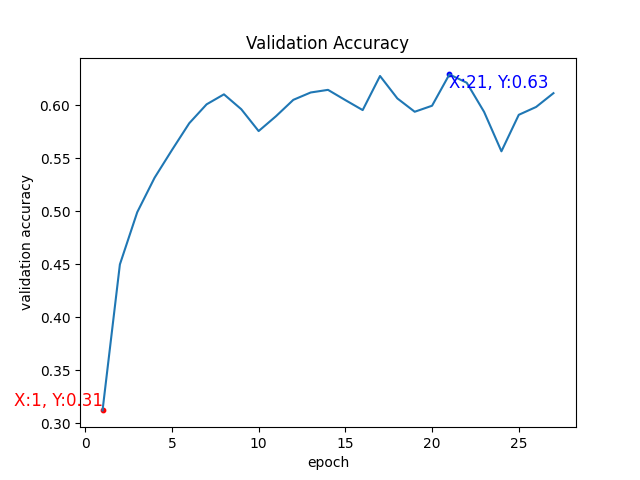 Validation Accuracy
X:21, Y:0.63
0.60
0.55
0.50
validation accuracy
0.45
0.40
0.35
X:1, Y:0.31
0.30
0 5 10 15 20 25
epoch